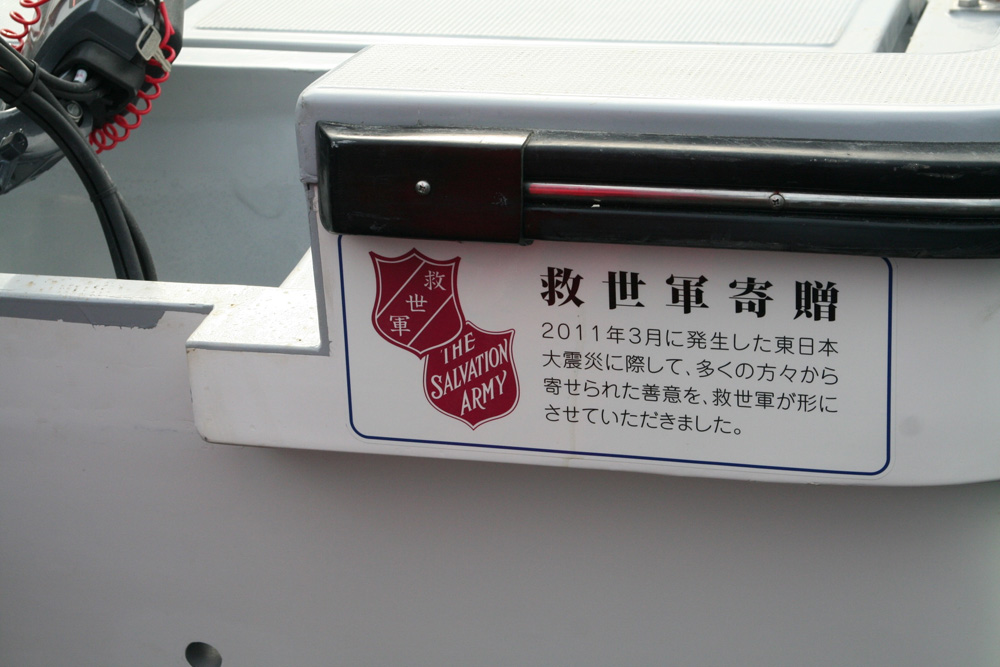 救
世
軍
THE
SALVATION
ARMY
救世軍寄贈
2011年3月に発生した東日本
大震災に際して、多くの方々から
寄せられた善意を、救世軍が形に
させていただきました。